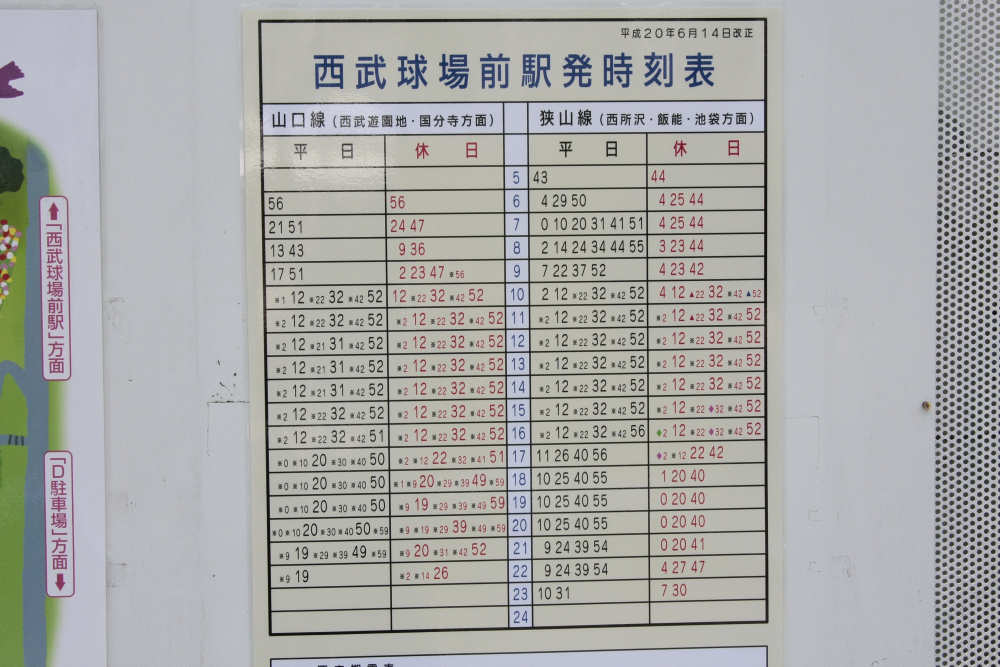 平成20年6月14日改正
西武球場前駅発時刻表
山口線（西武遊園地・国分寺方面） 狭山線（西所沢・飯能・池袋方面）
平 日 休 日 平 日 休 日
5 43 44
56 56 6 4 29 50 4 25 44
21 51 24 47 7 0 10 20 31 41 51 4 25 44
13 43 9 36 8 2 14 24 34 44 55 3 23 44
17 51 2 23 47 ※56 9 7 22 37 52 4 23 42
※1 12 ※22 32 ※42 52 12 ※22 32 ※42 52 10 2 12 ※22 32 ※42 52 4 12 ▲22 32 ※42 ▲52
※2 12 ※22 32 ※42 52 ※2 12 ※22 32 ※42 52 11 ※2 12 ※22 32 ※42 52 ※2 12 ▲22 32 ※42 52
※2 12 ※21 31 ※42 52 ※2 12 ※22 32 ※42 52 12 ※2 12 ※22 32 ※42 52 ※2 12 ※22 32 ※42 52
※2 12 ※21 31 ※42 52 ※2 12 ※22 32 ※42 52 13 ※2 12 ※22 32 ※42 52 ※2 12 ※22 32 ※42 52
※2 12 ※21 31 ※42 52 ※2 12 ※22 32 ※42 52 14 ※2 12 ※22 32 ※42 52 ※2 12 ※22 32 ※42 52
※2 12 ※22 32 ※42 52 ※2 12 ※22 32 ※42 52 15 ※2 12 ※22 32 ※42 52 ※2 12 ※22 ◆32 ※42 52
※2 12 ※22 32 ※42 51 ※2 12 ※22 32 ※42 52 16 ※2 12 ※22 32 ※42 56 ◆2 12 ※22 ◆32 ※42 52
※0 ※10 20 ※30 ※40 50 ※2 ※12 22 ※32 ※41 51 17 11 26 40 56 ◆2 ※12 22 42
※0 ※10 20 ※30 ※40 50 ※1 ※9 20 ※29 ※39 49 ※59 18 10 25 40 55 1 20 40
※0 ※10 20 ※30 ※40 50 ※9 19 ※29 ※39 ※49 59 19 10 25 40 55 0 20 40
※0 ※10 20 ※30 ※40 50 ※59 ※9 ※19 ※29 39 ※49 ※59 20 10 25 40 55 0 20 40
※9 19 ※29 ※39 49 ※59 ※9 20 ※31 ※42 52 21 9 24 39 54 0 20 41
※9 19 ※2 ※14 26 22 9 24 39 54 4 27 47
23 10 31 7 30
24
↑「西武球場前駅」方面
「D駐車場」方面↓